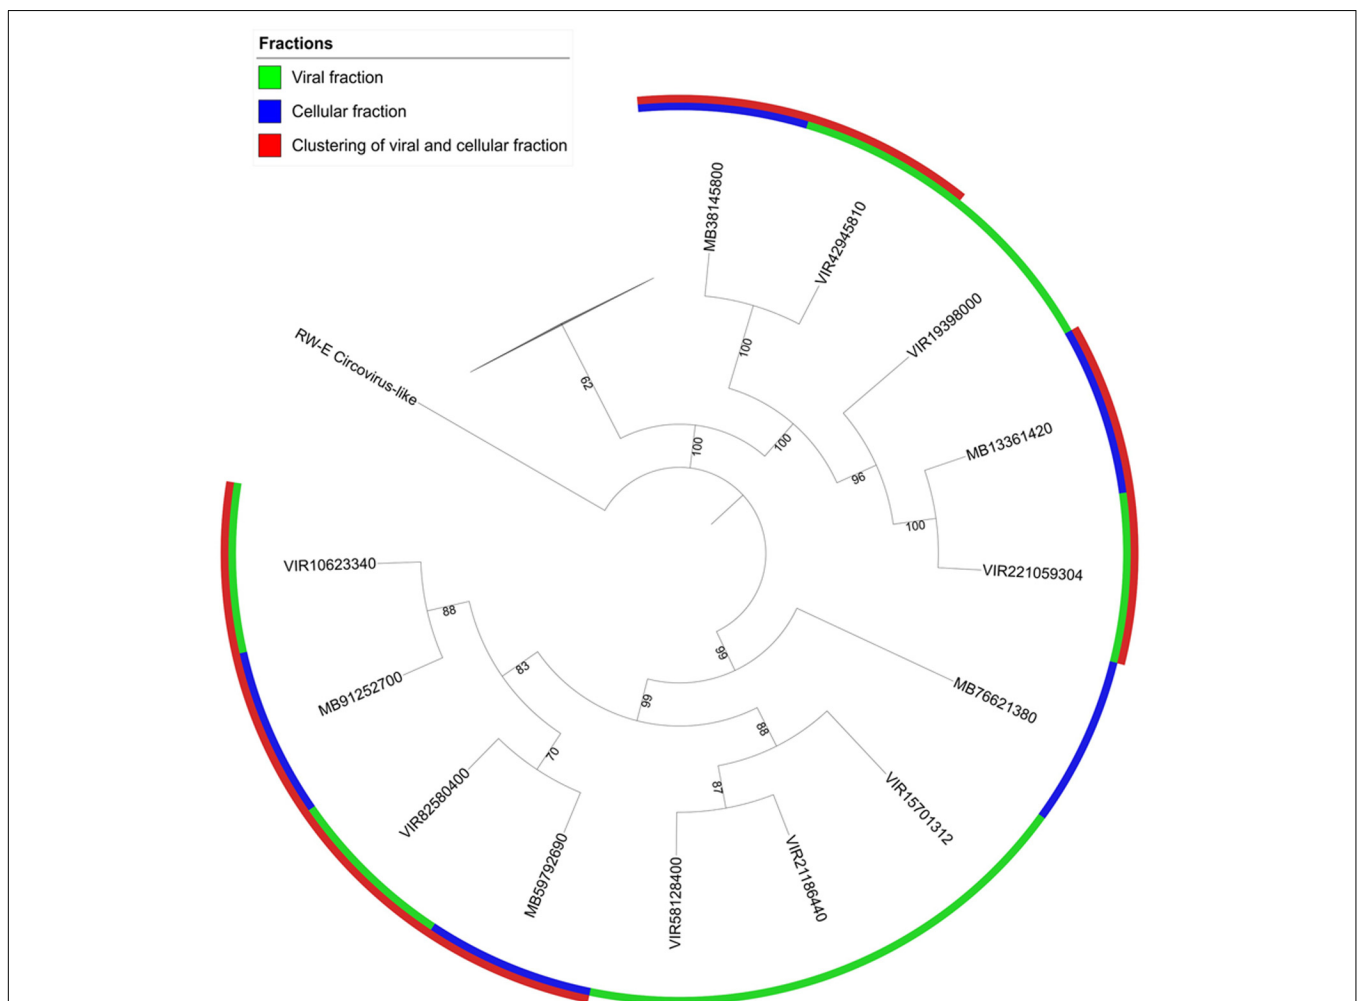 Fractions
Viral fraction
Cellular fraction
Clustering of viral and cellular fraction
MB38145800
VIR42945810
VIR19398000
MB13361420
VIR221059304
MB76621380
VIR15701312
VIR21186440
VIR58128400
MB59792690
VIR82580400
MB91252700
VIR10623340
RW-E Circovirus-like
62
100
100
100
96
100
99
99
88
87
83
88
70